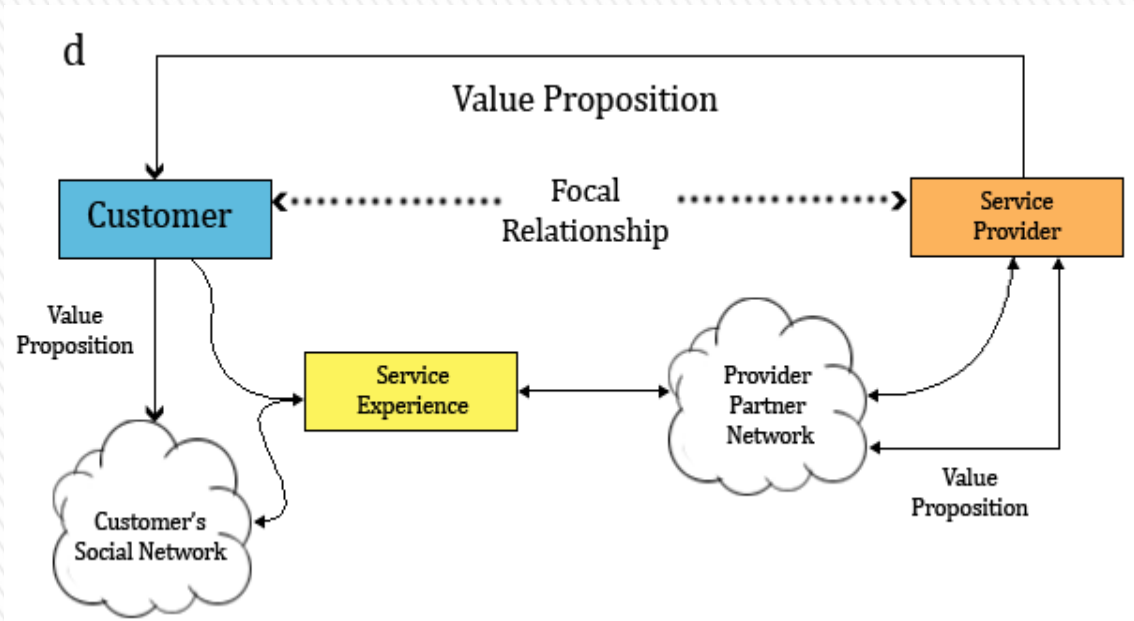 d
Value Proposition
Customer
Focal
Relationship
Service
Provider
Value
Proposition
Service
Experience
Provider
Partner
Network
Value
Proposition
Customer's
Social Network